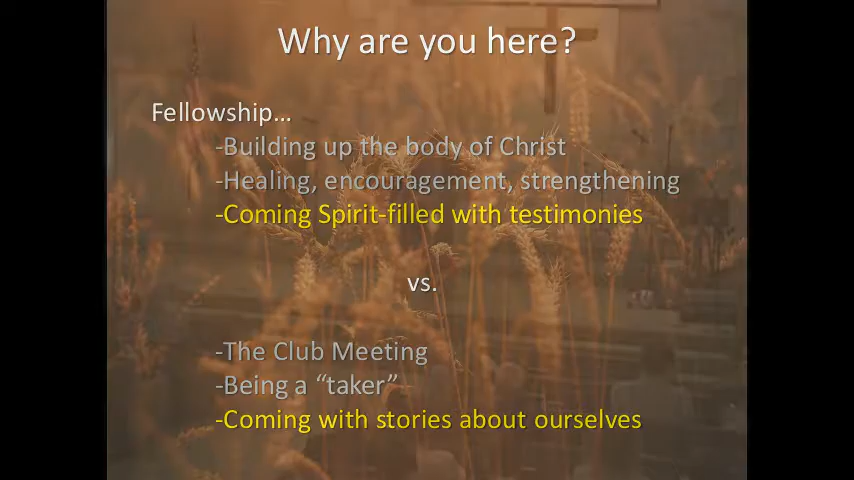 Why are you here?
Fellowship...
-Building up the body of Christ
-Healing, encouragement, strengthening
-Coming Spirit-filled with testimonies
vs.
-The Club Meeting
-Being a “taker”
-Coming with stories about ourselves